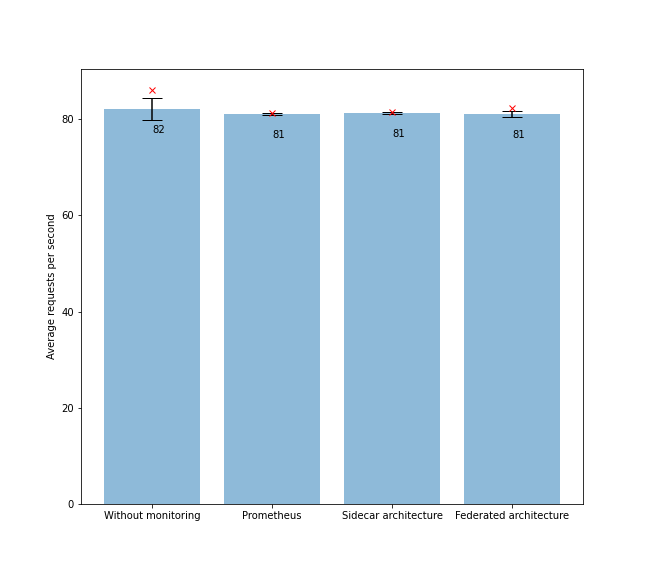 Average requests per second
80
60
40
20
0
82
81
81
81
Without monitoring
Prometheus
Sidecar architecture
Federated architecture